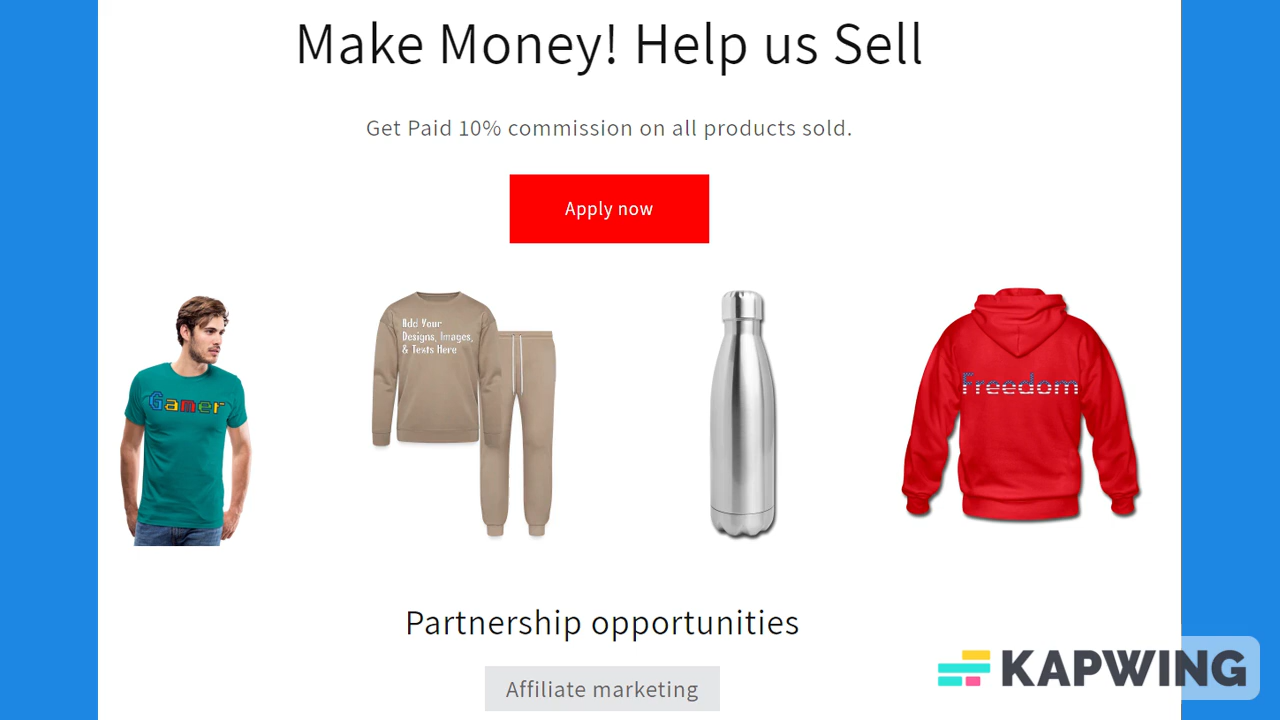 Make Money! Help us Sell
Get Paid 10% commission on all products sold.
Apply now
Gamer
Add Your
Designs, Images,
& Texts Here
Freedom
Partnership opportunities
Affiliate marketing
KAPWING